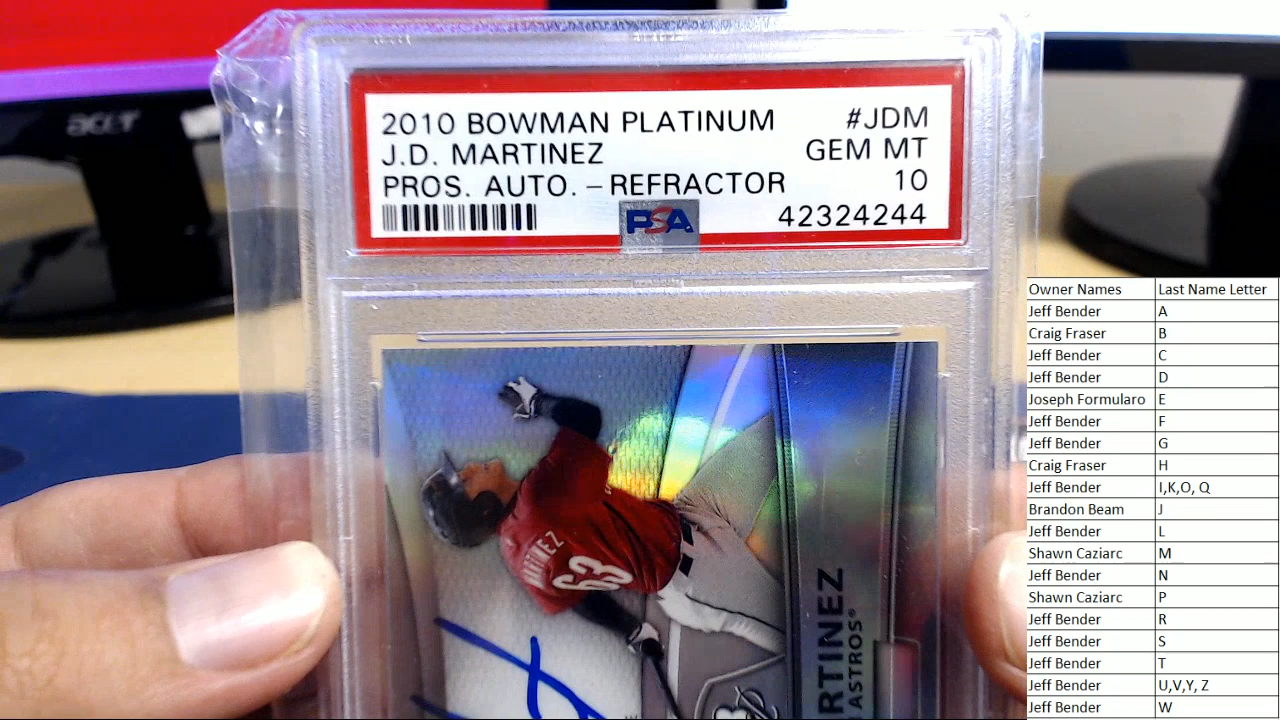 acer
2010 BOWMAN PLATINUM #JDM
J.D. MARTINEZ GEM MT
PROS. AUTO. – REFRACTOR 10
PSA 42324244
MARTINEZ
63
RTINEZ
ASTROS®
Owner Names Last Name Letter
Jeff Bender A
Craig Fraser B
Jeff Bender C
Jeff Bender D
Joseph Formularo E
Jeff Bender F
Jeff Bender G
Craig Fraser H
Jeff Bender I,K,O, Q
Brandon Beam J
Jeff Bender L
Shawn Caziarc M
Jeff Bender N
Shawn Caziarc P
Jeff Bender R
Jeff Bender S
Jeff Bender T
Jeff Bender U,V,Y, Z
Jeff Bender W